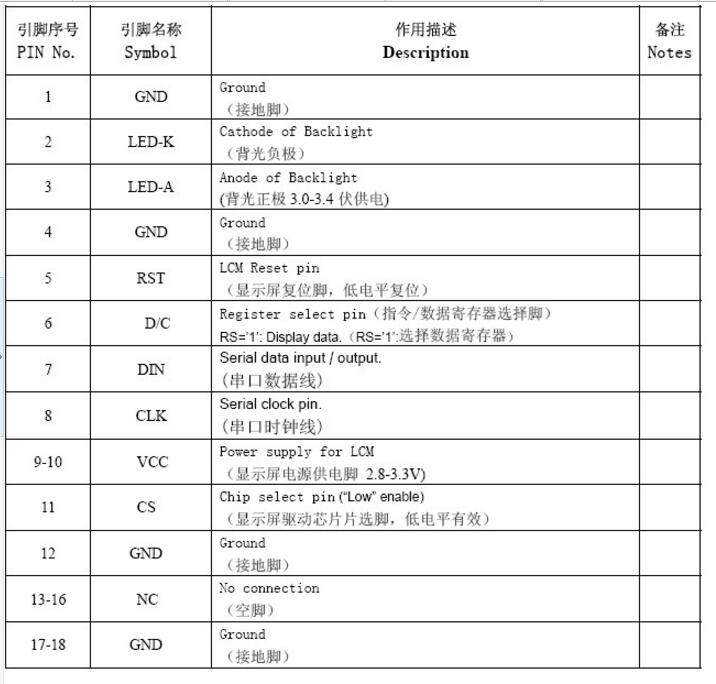 引脚序号 引脚名称 作用描述 备注
PIN No. Symbol Description Notes
1 GND Ground
（接地脚）
2 LED-K Cathode of Backlight
（背光负极）
3 LED-A Anode of Backlight
(背光正极 3.0-3.4 伏供电)
4 GND Ground
（接地脚）
5 RST LCM Reset pin
（显示屏复位脚，低电平复位）
6 D/C Register select pin（指令/数据寄存器选择脚）
RS='1': Display data.（RS='1':选择数据寄存器）
7 DIN Serial data input / output.
(串口数据线)
8 CLK Serial clock pin.
(串口时钟线)
9-10 VCC Power supply for LCM
（显示屏电源供电脚 2.8-3.3V)
11 CS Chip select pin (“Low” enable)
（显示屏驱动芯片片选脚，低电平有效）
12 GND Ground
（接地脚）
13-16 NC No connection
（空脚）
17-18 GND Ground
（接地脚）